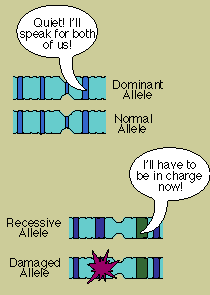 Quiet! I'll
speak for both
of us!
Dominant
Allele
Normal
Allele
I'll have to
be in charge
now!
Recessive
Allele
Damaged
Allele